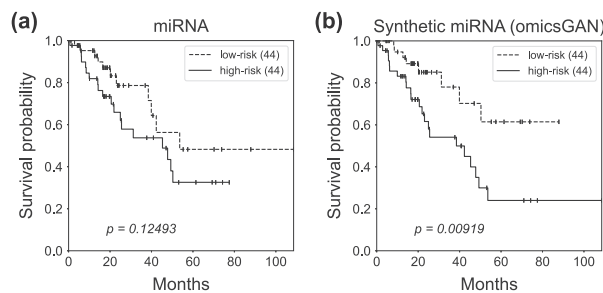 (a) miRNA
Survival probability
1.0
0.8
0.6
0.4
0.2
0.0
low-risk (44)
high-risk (44)
p = 0.12493
0 20 40 60 80 100
Months
(b) Synthetic miRNA (omicsGAN)
Survival probability
1.0
0.8
0.6
0.4
0.2
0.0
low-risk (44)
high-risk (44)
p = 0.00919
0 20 40 60 80 100
Months